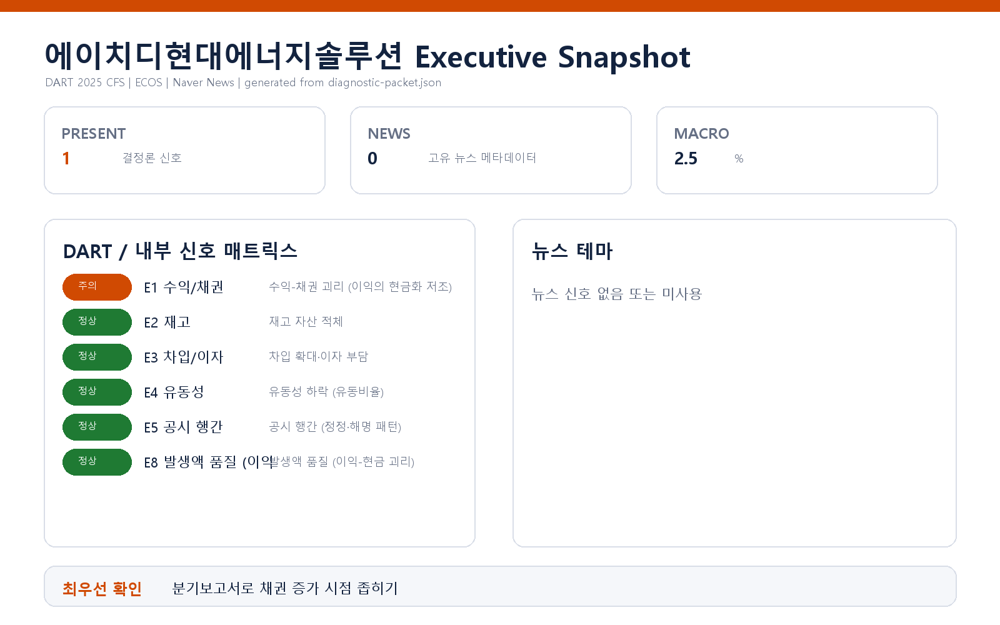 에이치디현대에너지솔루션 Executive Snapshot
DART 2025 CFS | ECOS | Naver News | generated from diagnostic-packet.json
PRESENT
1 결정론 신호
NEWS
0 고유 뉴스 메타데이터
MACRO
2.5 %
DART / 내부 신호 매트릭스
주의 E1 수익/채권 수익-채권 괴리 (이익의 현금화 저조)
정상 E2 재고 재고 자산 적체
정상 E3 차입/이자 차입 확대·이자 부담
정상 E4 유동성 유동성 하락 (유동비율)
정상 E5 공시 행간 공시 행간 (정정·해명 패턴)
정상 E8 발생액 품질 (이익 발생액 품질 (이익-현금 괴리)
뉴스 테마
뉴스 신호 없음 또는 미사용
최우선 확인 분기보고서로 채권 증가 시점 좁히기